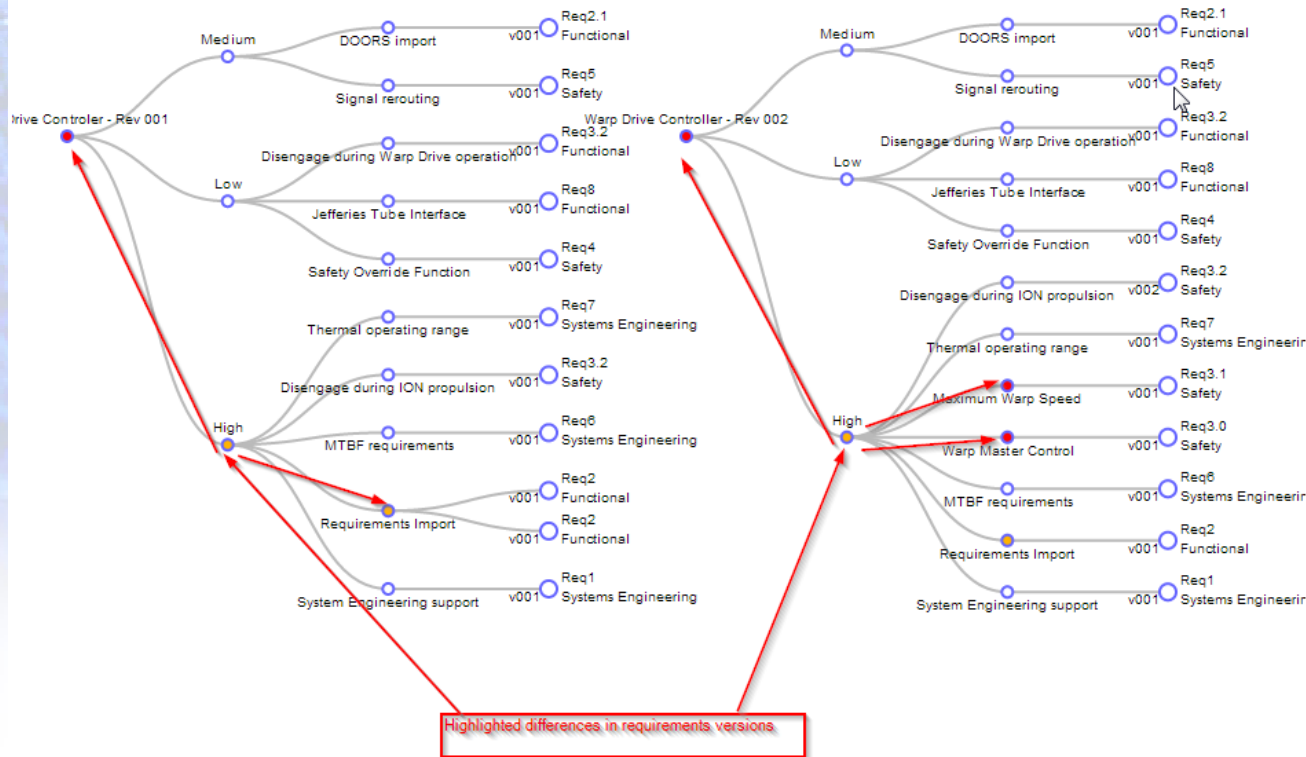 Req2.1
Medium
DOORS import
v001
Functional
Req5
Signal rerouting
v001
Safety
Drive Controler - Rev 001
Req3.2
Disengage during Warp Drive operation
v001
Functional
Low
Req8
Jefferies Tube Interface
v001
Functional
Req4
Safety Override Function
v001
Safety
Req7
Thermal operating range
v001
Systems Engineering
Req3.2
Disengage during ION propulsion
v001
Safety
High
Req6
MTBF requirements
v001
Systems Engineering
Req2
v001
Functional
Requirements Import
Req2
v001
Functional
Req1
System Engineering support
v001
Systems Engineering
Req2.1
Medium
DOORS import
v001
Functional
Req5
Signal rerouting
v001
Safety
Warp Drive Controller - Rev 002
Req3.2
Disengage during Warp Drive operation
v001
Functional
Low
Req8
Jefferies Tube Interface
v001
Functional
Req4
Safety Override Function
v001
Safety
Req3.2
Disengage during ION propulsion
v002
Safety
Req7
Thermal operating range
v001
Systems Engineerin
Req3.1
Maximum Warp Speed
v001
Safety
High
Req3.0
Warp Master Control
v001
Safety
Req6
MTBF requirements
v001
Systems Engineerin
Req2
Requirements Import
v001
Functional
Req1
System Engineering support
v001
Systems Engineerin
Highlighted differences in requirements versions